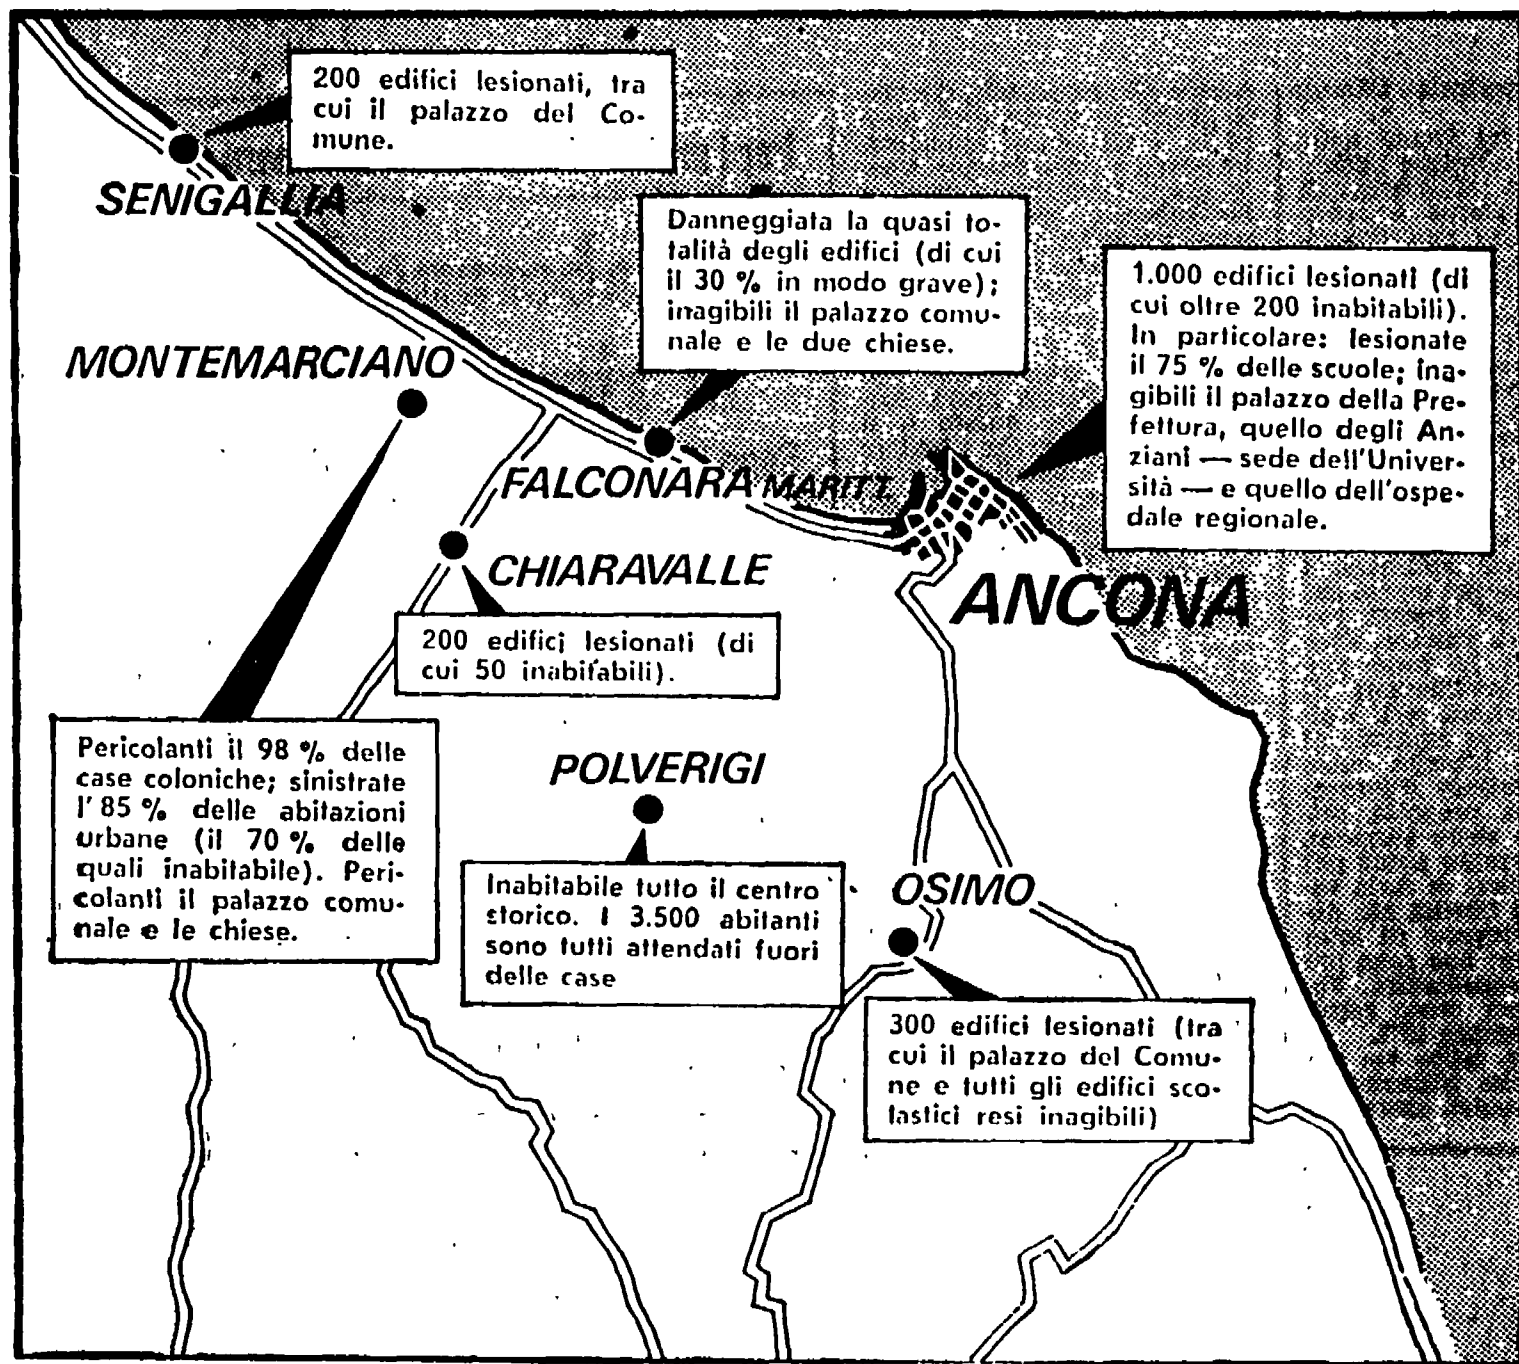 200 edifici lesionati, tra
cui il palazzo del Co-
mune.
SENIGALLIA
Danneggiata la quasi to-
talità degli edifici (di cui
il 30 % in modo grave);
inagibili il palazzo comu-
nale e le due chiese.
1.000 edifici lesionati (di
cui oltre 200 inabitabili).
In particolare: lesionate
il 75 % delle scuole; ina-
gibili il palazzo della Pre-
fettura, quello degli An-
ziani — sede dell'Univer-
sità — e quello dell'ospe-
dale regionale.
MONTEMARCIANO
FALCONARA MARITT.
CHIARAVALLE
ANCONA
200 edifici lesionati (di
cui 50 inabitabili).
Pericolanti il 98 % delle
case coloniche; sinistrate
l'85 % delle abitazioni
urbane (il 70 % delle
quali inabitabile). Peri-
colanti il palazzo comu-
nale e le chiese.
POLVERIGI
Inabitabile tutto il centro
storico. I 3.500 abitanti
sono tutti attendati fuori
delle case
OSIMO
300 edifici lesionati (tra
cui il palazzo del Comu-
ne e tutti gli edifici sco-
lastici resi inagibili)